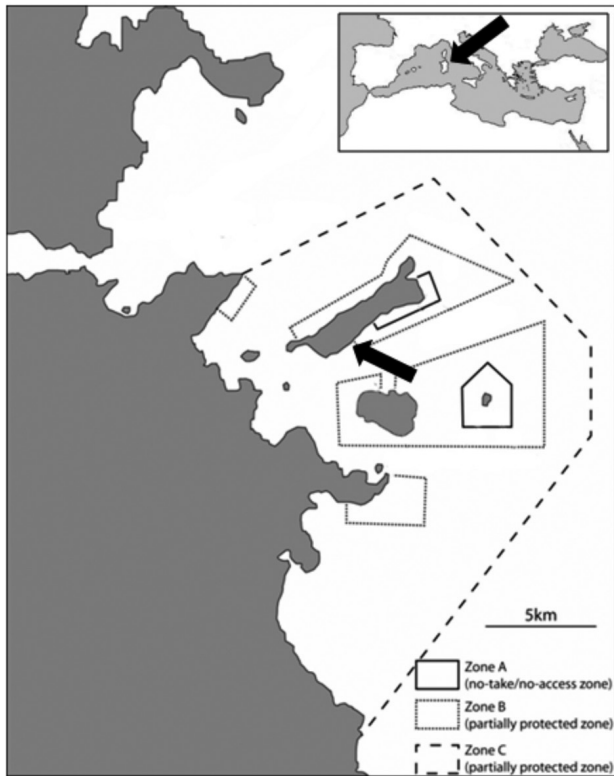 5km
Zone A
(no-take/no-access zone)
Zone B
(partially protected zone)
Zone C
(partially protected zone)